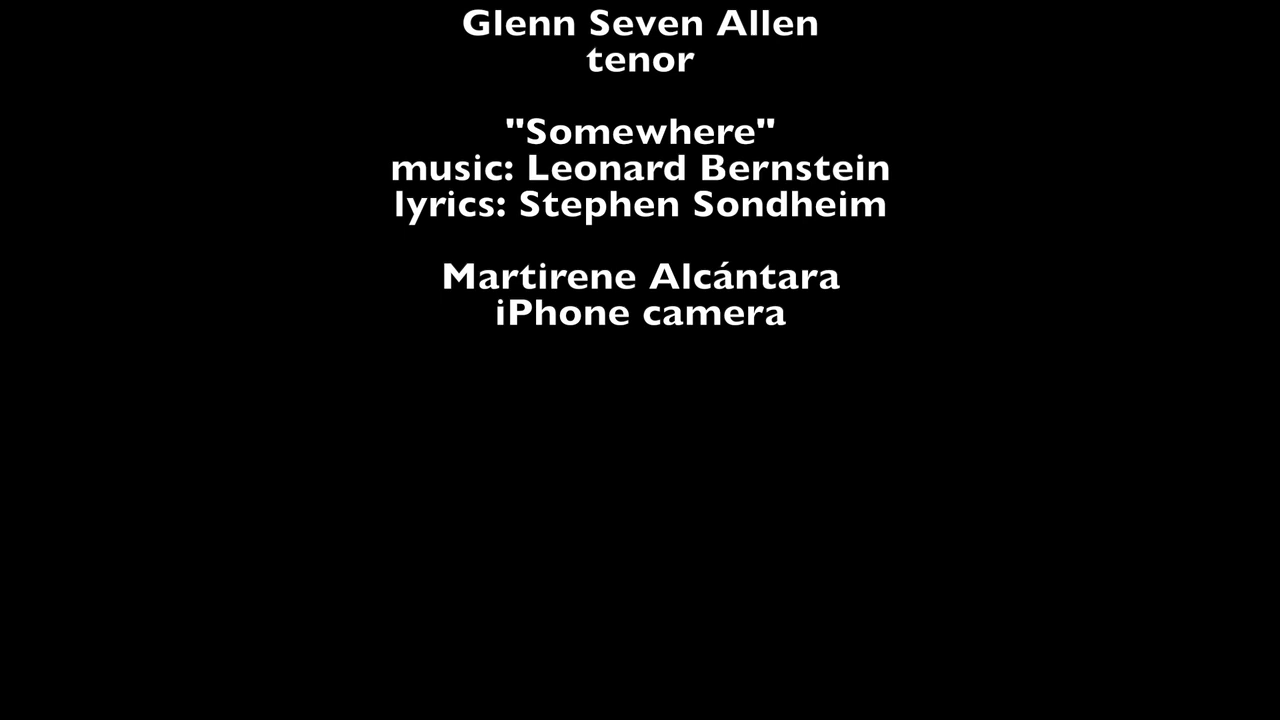 Glenn Seven Allen
tenor
"Somewhere"
music: Leonard Bernstein
lyrics: Stephen Sondheim
Martirene Alcántara
iPhone camera